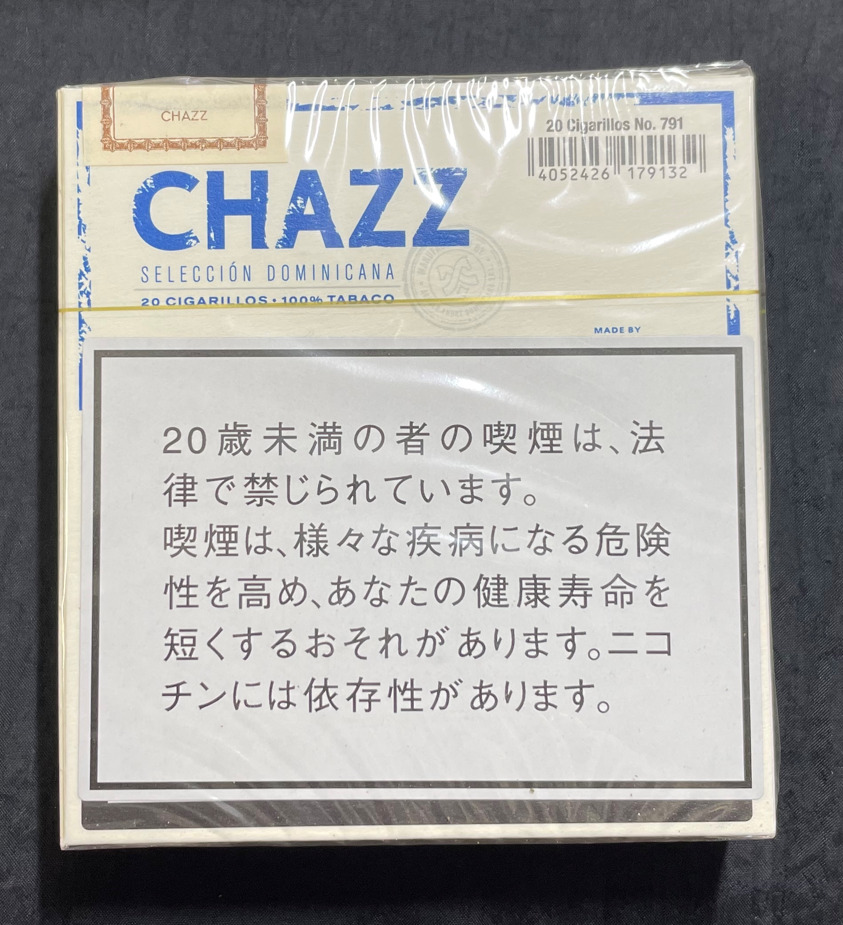 CHAZZ
20 Cigarillos No. 791
4052426 179132
CHAZZ
SELECCIÓN DOMINICANA
20 CIGARILLOS • 100% TABACO
MADE BY
20歳未満の者の喫煙は、法
律で禁じられています。
喫煙は、様々な疾病になる危険
性を高め、あなたの健康寿命を
短くするおそれがあります。ニコ
チンには依存性があります。